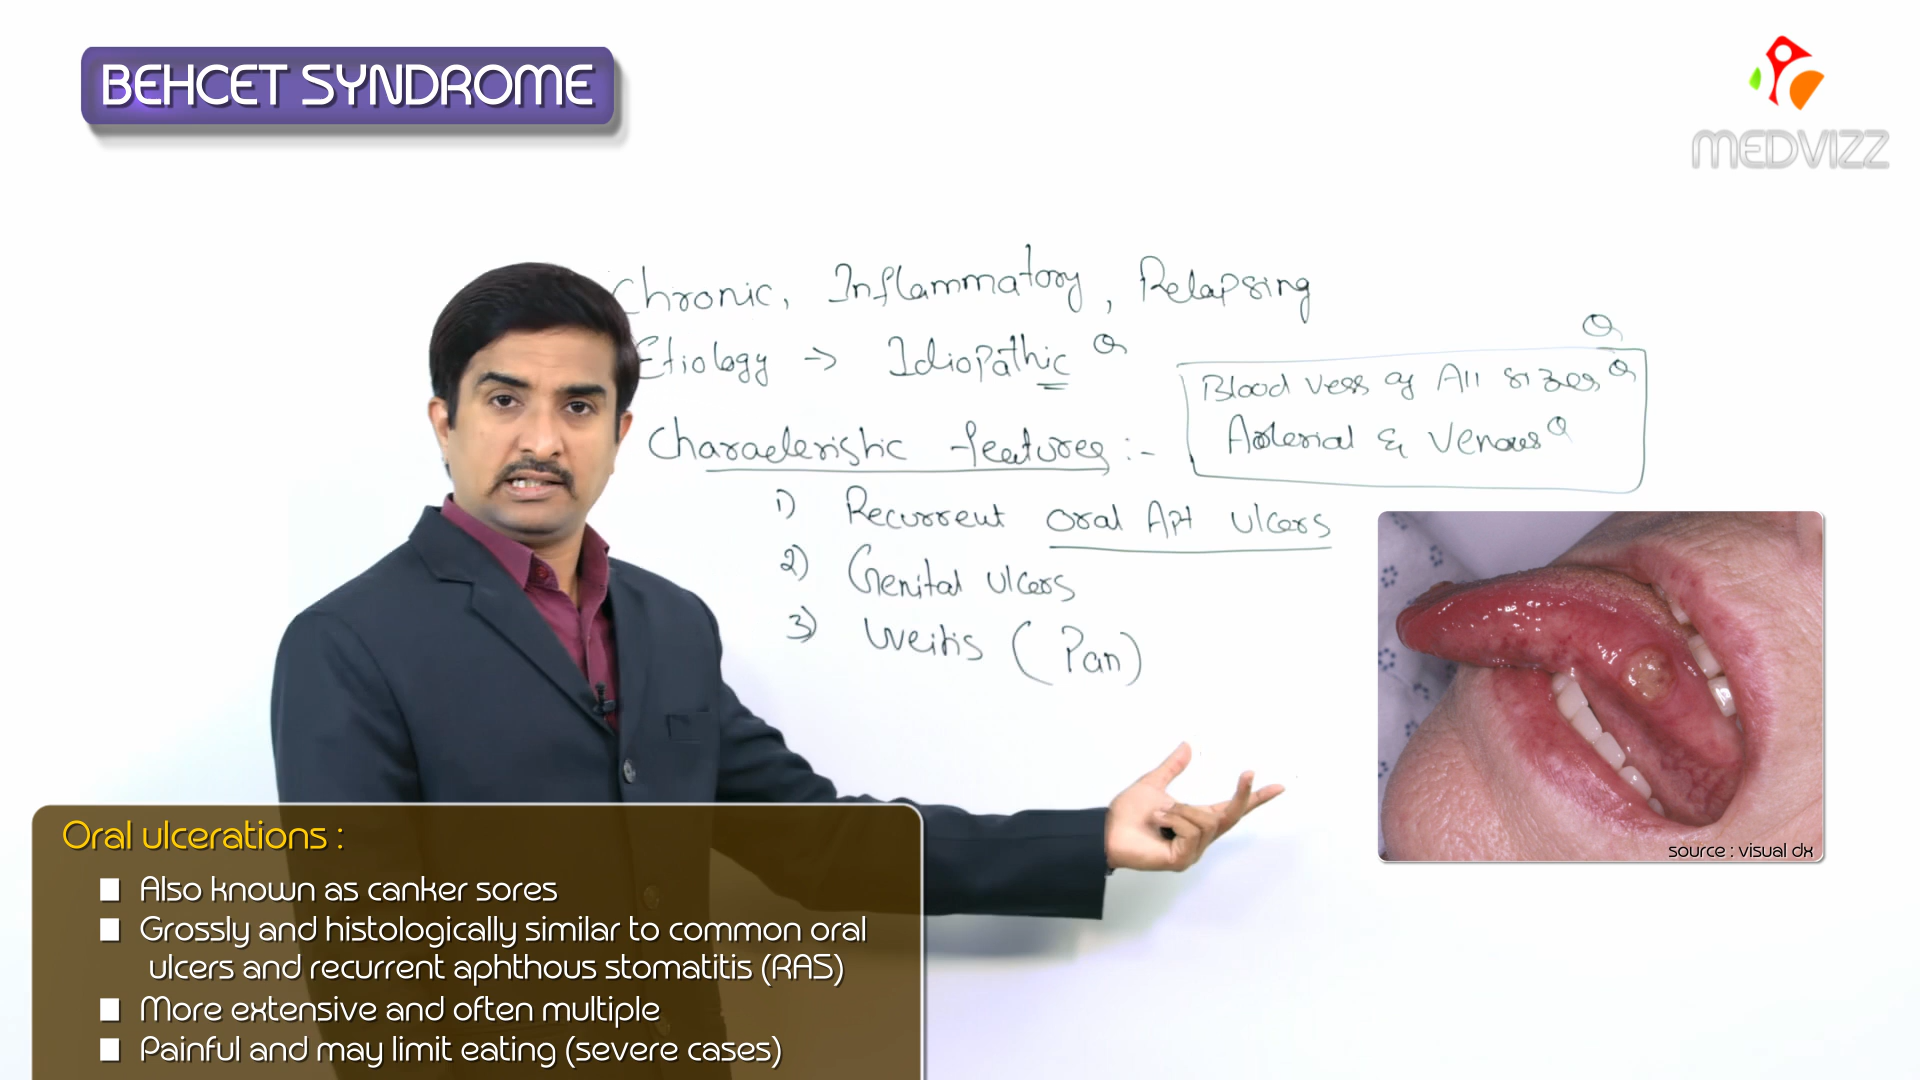 BEHCET SYNDROME
MEDVIZZ
Chronic, Inflammatory, Relapsing
Etiology → Idiopathic
Characteristic features :-
Blood Vess of All sizes
Arterial & Venous
1) Recurrent oral Apt ulcers
2) Genital ulcers
3) Uveitis (Pan)
source : visual dx
Oral ulcerations :
Also known as canker sores
Grossly and histologically similar to common oral
ulcers and recurrent aphthous stomatitis (RAS)
More extensive and often multiple
Painful and may limit eating (severe cases)